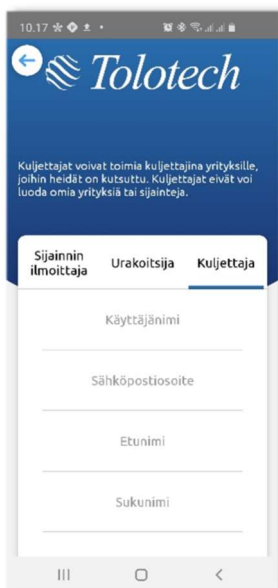 10.17
Tolotech
Kuljettajat voivat toimia kuljettajina yrityksille,
joihin heidät on kutsuttu. Kuljettajat eivät voi
luoda omia yrityksiä tai sijainteja.
Sijainnin
ilmoittaja
Urakoitsija
Kuljettaja
Käyttäjänimi
Sähköpostiosoite
Etunimi
Sukunimi